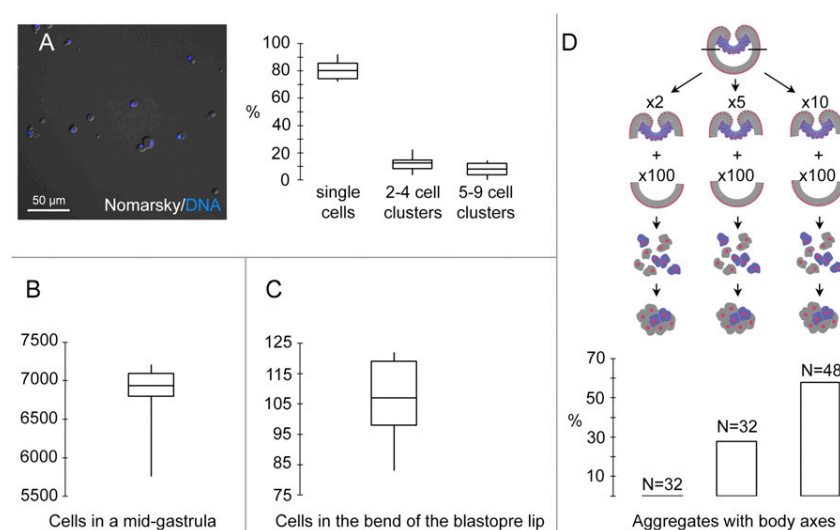 A
50 µm
Nomarsky/DNA
%
100
80
60
40
20
0
single
cells
2-4 cell
clusters
5-9 cell
clusters
B
7500
7000
6500
6000
5500
Cells in a mid-gastrula
C
125
115
105
95
85
75
Cells in the bend of the blastopre lip
D
x2
x5
x10
+
+
+
x100
x100
x100
%
70
50
30
10
N=32
N=32
N=48
Aggregates with body axes